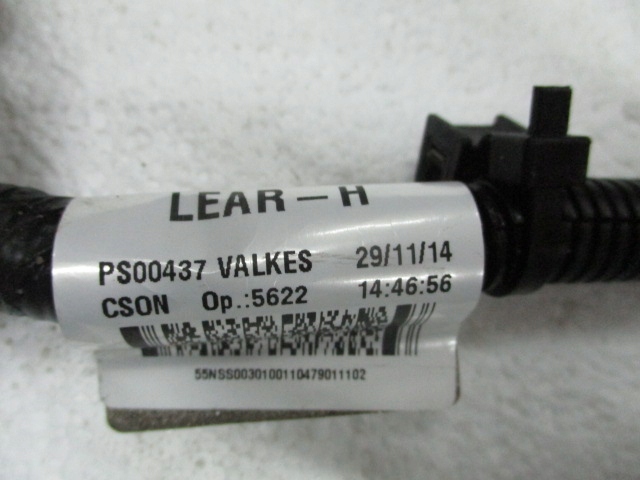 LEAR-H
PS00437 VALKES 29/11/14
CSON Op.:5622 14:46:56
55NSS0030100110479011102